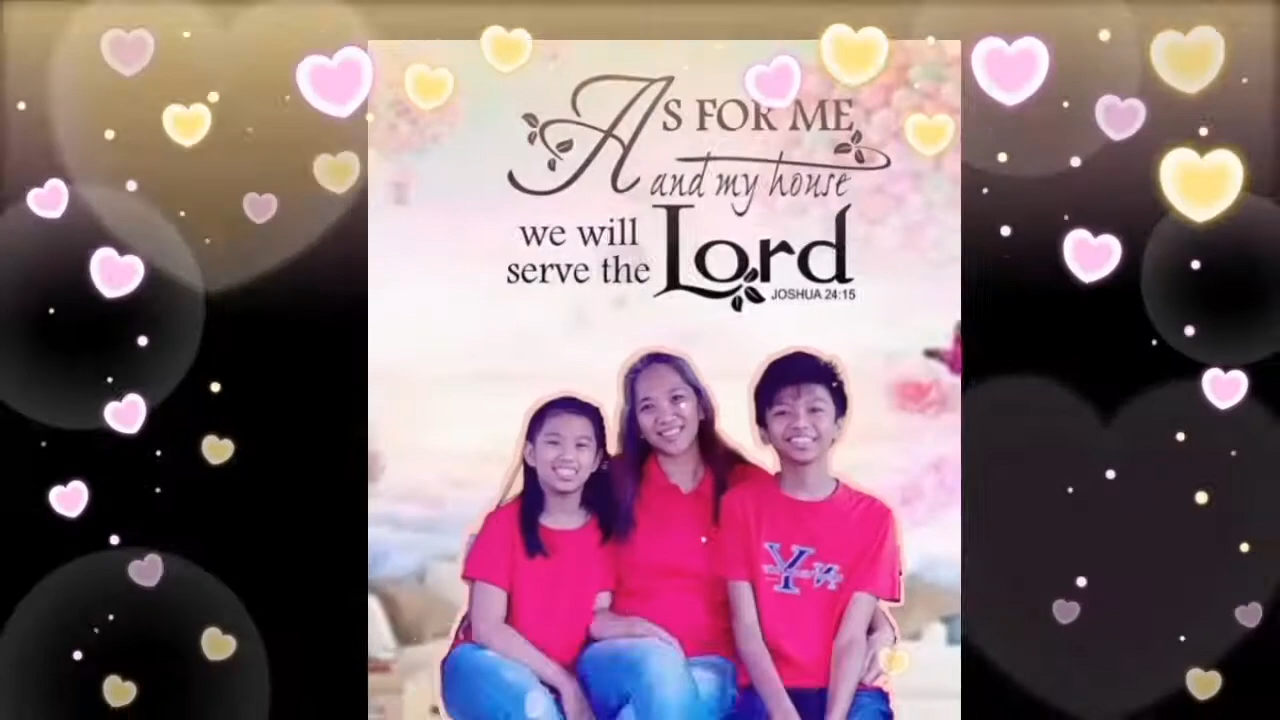 As for me
and my house
we will
serve the Lord
JOSHUA 24:15
Y